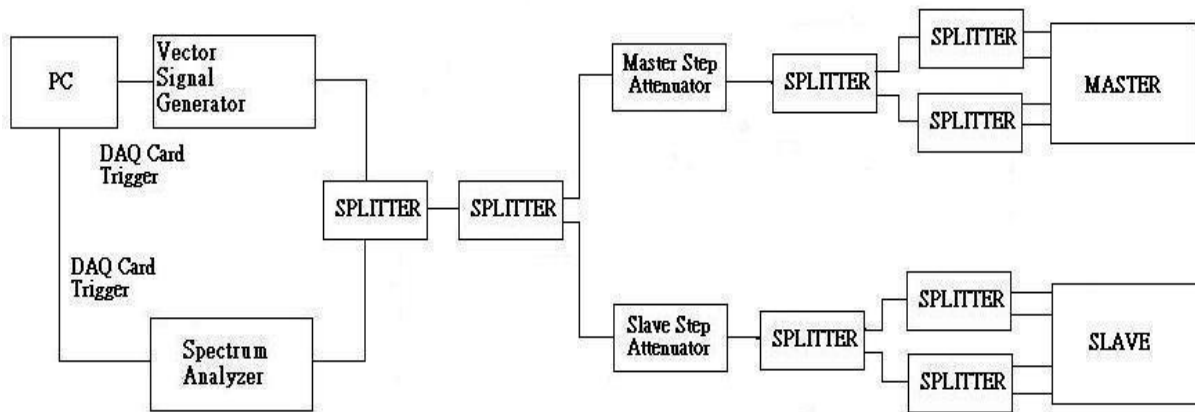 PC
Vector
Signal
Generator
DAQ Card
Trigger
DAQ Card
Trigger
Spectrum
Analyzer
SPLITTER
SPLITTER
Master Step
Attenuator
SPLITTER
SPLITTER
SPLITTER
MASTER
Slave Step
Attenuator
SPLITTER
SPLITTER
SPLITTER
SLAVE